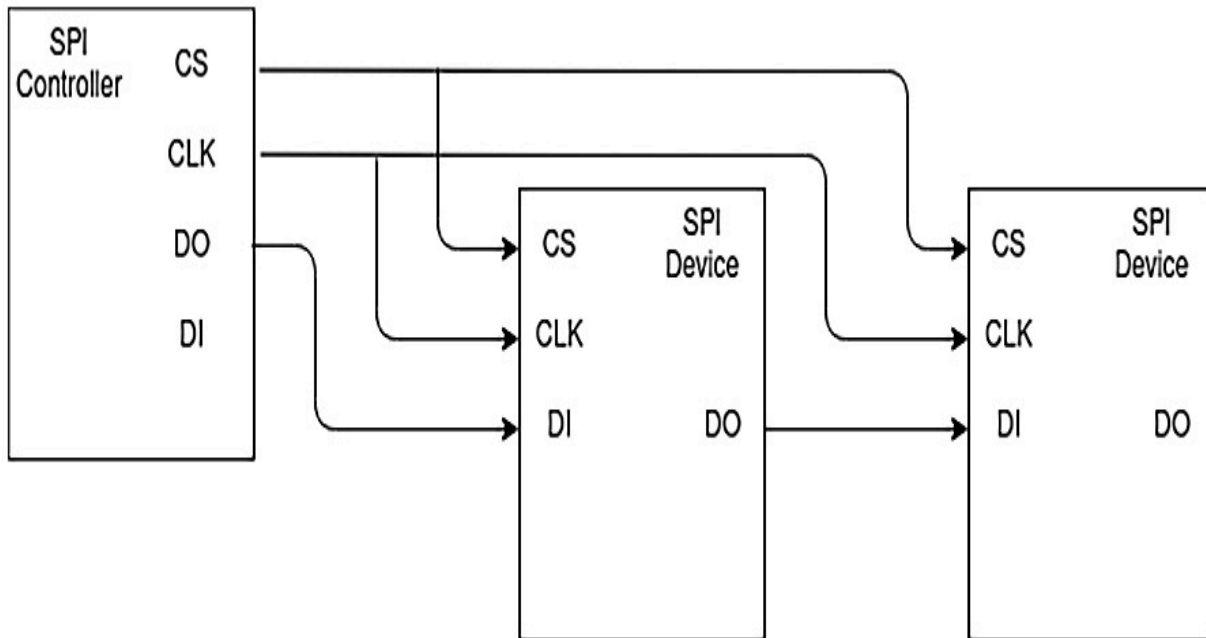 SPI
Controller
CS
CLK
DO
DI
SPI
Device
CS
CLK
DI
DO
SPI
Device
CS
CLK
DI
DO